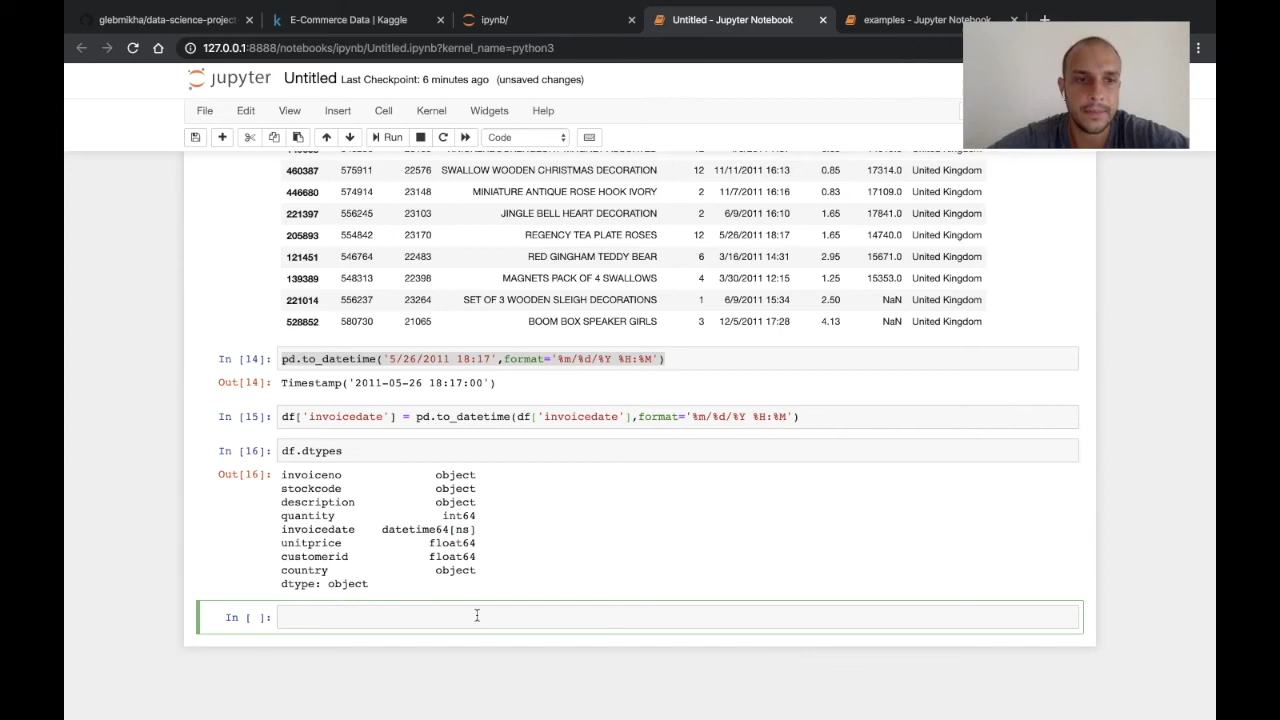 glebmikha/data-science-project
E-Commerce Data | Kaggle
ipynb/
Untitled - Jupyter Notebook
examples - Jupyter Notebook
127.0.0.1:8888/notebooks/ipynb/Untitled.ipynb?kernel_name=python3
jupyter Untitled Last Checkpoint: 6 minutes ago (unsaved changes)
File Edit View Insert Cell Kernel Widgets Help
Run Code
460387 575911 22576 SWALLOW WOODEN CHRISTMAS DECORATION 12 11/11/2011 16:13 0.85 17314.0 United Kingdom
446680 574914 23148 MINIATURE ANTIQUE ROSE HOOK IVORY 2 11/7/2011 16:16 0.83 17109.0 United Kingdom
221397 556245 23103 JINGLE BELL HEART DECORATION 2 6/9/2011 16:10 1.65 17841.0 United Kingdom
205893 554842 23170 REGENCY TEA PLATE ROSES 12 5/26/2011 18:17 1.65 14740.0 United Kingdom
121451 546764 22483 RED GINGHAM TEDDY BEAR 6 3/16/2011 14:31 2.95 15671.0 United Kingdom
139389 548313 22398 MAGNETS PACK OF 4 SWALLOWS 4 3/30/2011 12:15 1.25 15353.0 United Kingdom
221014 556237 23264 SET OF 3 WOODEN SLEIGH DECORATIONS 1 6/9/2011 15:34 2.50 NaN United Kingdom
528852 580730 21065 BOOM BOX SPEAKER GIRLS 3 12/5/2011 17:28 4.13 NaN United Kingdom
In [14]: pd.to_datetime('5/26/2011 18:17',format='%m/%d/%Y %H:%M')
Out[14]: Timestamp('2011-05-26 18:17:00')
In [15]: df['invoicedate'] = pd.to_datetime(df['invoicedate'],format='%m/%d/%Y %H:%M')
In [16]: df.dtypes
Out[16]: invoiceno object
stockcode object
description object
quantity int64
invoicedate datetime64[ns]
unitprice float64
customerid float64
country object
dtype: object
In [ ]: